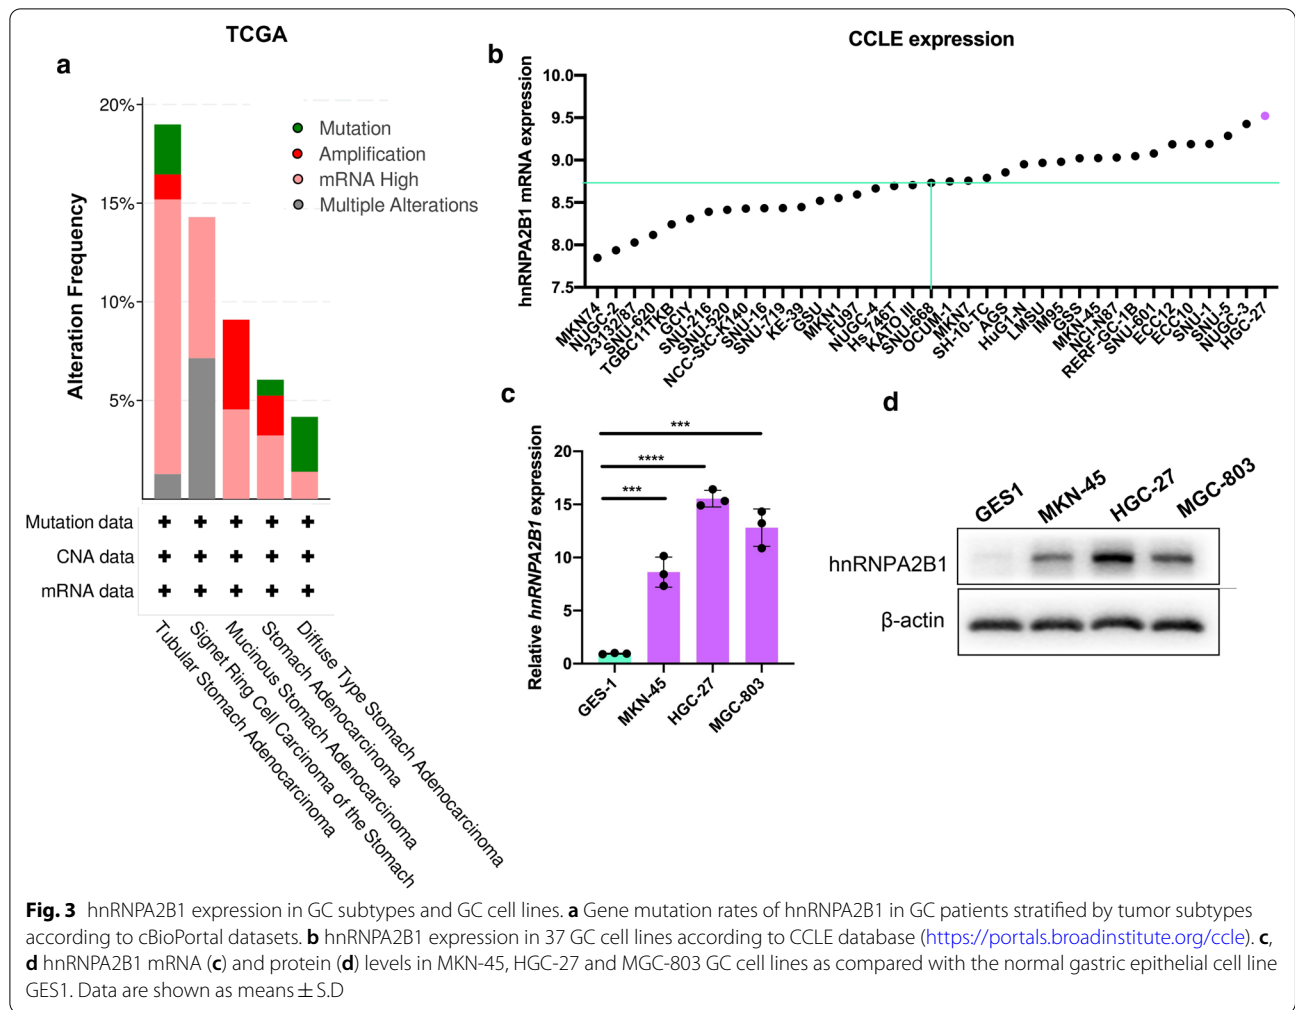 TCGA
a
20%
15%
10%
5%
Alteration Frequency
Mutation
Amplification
mRNA High
Multiple Alterations
Mutation data + + + + +
CNA data + + + + +
mRNA data + + + + +
Tubular Stomach Adenocarcinoma
Signet Ring Cell Carcinoma of the Stomach
Mucinous Stomach Adenocarcinoma
Stomach Adenocarcinoma
Diffuse Type Stomach Adenocarcinoma
b
CCLE expression
hnRNPA2B1 mRNA expression
10.0
9.5
9.0
8.5
8.0
7.5
MKN74
NUGC-2
23132/87
SNU-620
TGBC11TKB
GCIY
SNU-216
SNU-520
NCC-StC-K140
SNU-16
SNU-719
KE-39
GSU
MKN1
FU97
NUGC-4
Hs 746T
KATO III
SNU-668
OCUM-1
MKN7
SH-10-TC
AGS
HuG1-N
LMSU
IM95
GSS
MKN-45
NCI-N87
RERF-GC-1B
SNU-601
ECC12
ECC10
SNU-1
SNU-5
NUGC-3
HGC-27
c
Relative hnRNPA2B1 expression
20
15
10
5
0
***
****
***
GES-1
MKN-45
HGC-27
MGC-803
d
GES1 MKN-45 HGC-27 MGC-803
hnRNPA2B1
β-actin
Fig. 3 hnRNPA2B1 expression in GC subtypes and GC cell lines. a Gene mutation rates of hnRNPA2B1 in GC patients stratified by tumor subtypes
according to cBioPortal datasets. b hnRNPA2B1 expression in 37 GC cell lines according to CCLE database (https://portals.broadinstitute.org/ccle). c,
d hnRNPA2B1 mRNA (c) and protein (d) levels in MKN-45, HGC-27 and MGC-803 GC cell lines as compared with the normal gastric epithelial cell line
GES1. Data are shown as means ± S.D